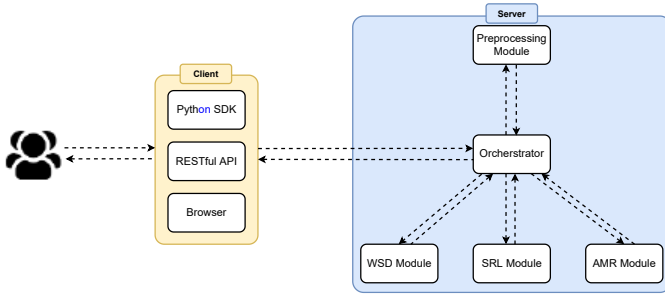 Server
Preprocessing
Module
Client
Python SDK
RESTful API
Orcherstrator
Browser
WSD Module
SRL Module
AMR Module